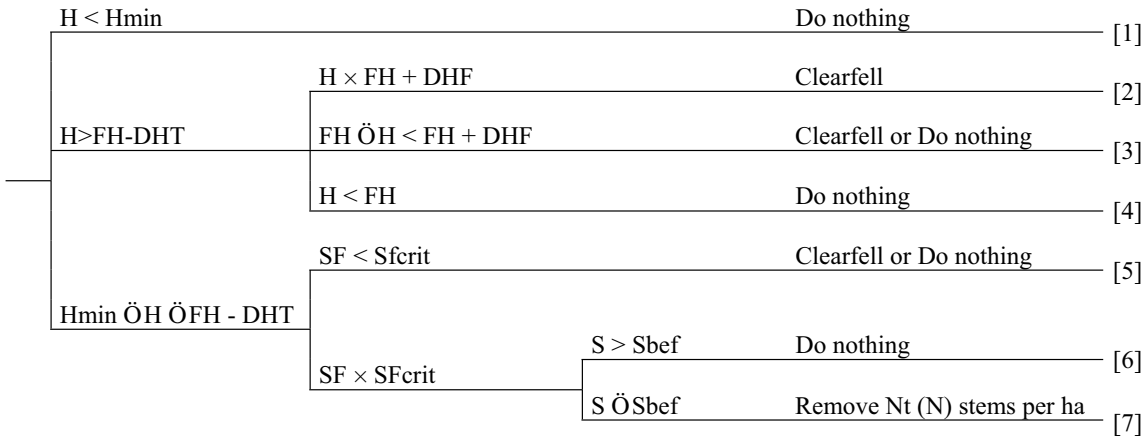 H < Hmin Do nothing [1]
H × FH + DHF Clearfell [2]
H>FH-DHT FH ÖH < FH + DHF Clearfell or Do nothing [3]
H < FH Do nothing [4]
SF < Sfcrit Clearfell or Do nothing [5]
Hmin ÖH ÖFH - DHT
S > Sbef Do nothing [6]
SF × SFcrit
S ÖSbef Remove Nt (N) stems per ha [7]